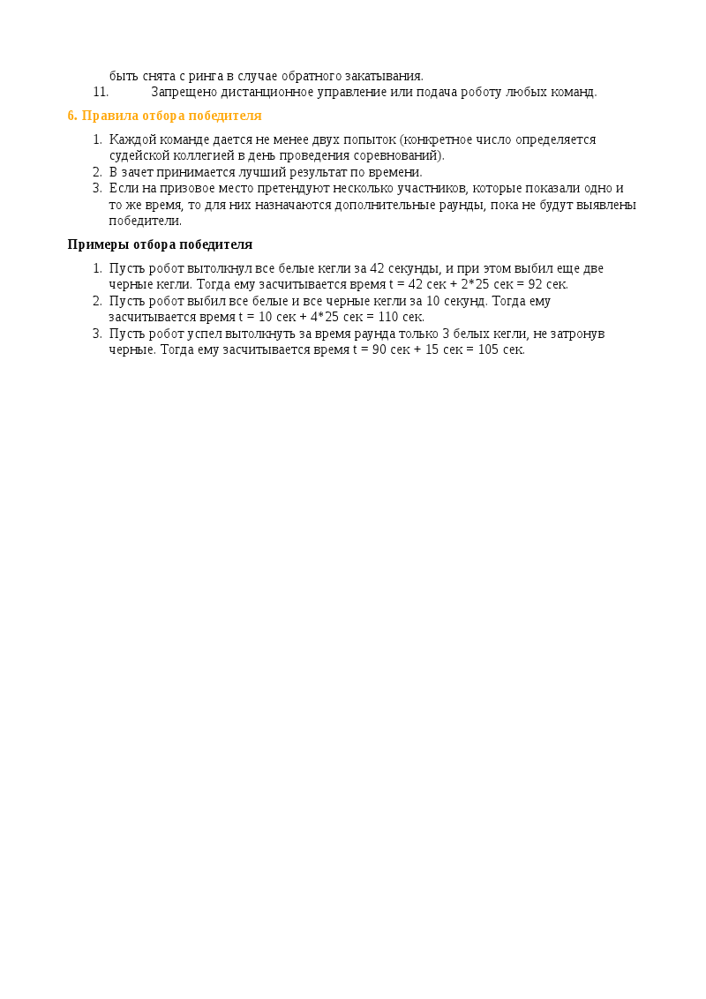 быть снята с ринга в случае обратного закатывания.
11. Запрещено дистанционное управление или подача роботу любых команд.
6. Правила отбора победителя
1. Каждой команде дается не менее двух попыток (конкретное число определяется
судейской коллегией в день проведения соревнований).
2. В зачет принимается лучший результат по времени.
3. Если на призовое место претендуют несколько участников, которые показали одно и
то же время, то для них назначаются дополнительные раунды, пока не будут выявлены
победители.
Примеры отбора победителя
1. Пусть робот вытолкнул все белые кегли за 42 секунды, и при этом выбил еще две
черные кегли. Тогда ему засчитывается время t = 42 сек + 2*25 сек = 92 сек.
2. Пусть робот выбил все белые и все черные кегли за 10 секунд. Тогда ему
засчитывается время t = 10 сек + 4*25 сек = 110 сек.
3. Пусть робот успел вытолкнуть за время раунда только 3 белых кегли, не затронув
черные. Тогда ему засчитывается время t = 90 сек + 15 сек = 105 сек.